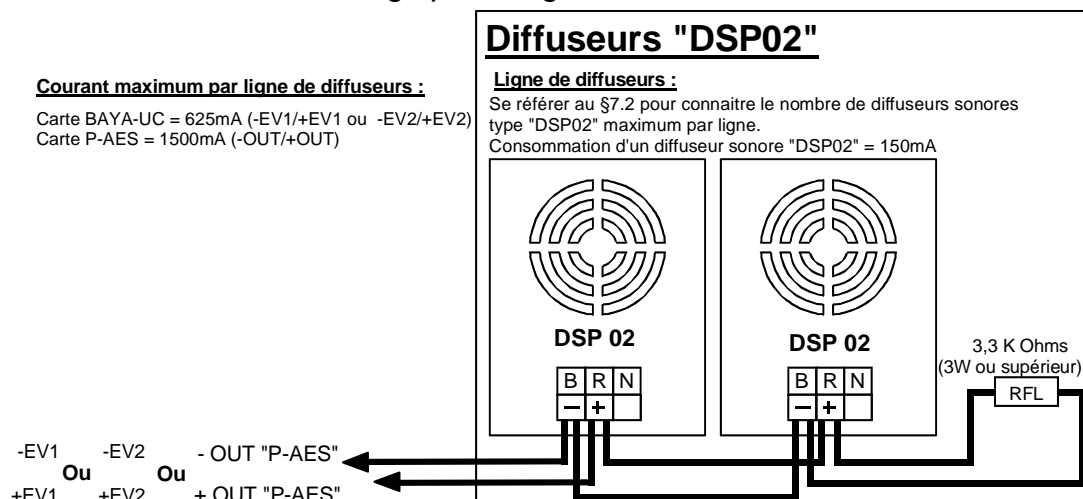 Diffuseurs "DSP02"
Courant maximum par ligne de diffuseurs :
Carte BAYA-UC = 625mA (-EV1/+EV1 ou -EV2/+EV2)
Carte P-AES = 1500mA (-OUT/+OUT)
Ligne de diffuseurs :
Se référer au §7.2 pour connaitre le nombre de diffuseurs sonores
type "DSP02" maximum par ligne.
Consommation d'un diffuseur sonore "DSP02" = 150mA
DSP 02
B R N
– +
DSP 02
B R N
– +
3,3 K Ohms
(3W ou supérieur)
RFL
-EV1 -EV2 - OUT "P-AES"
Ou Ou
+EV1 +EV2 + OUT "P-AES"